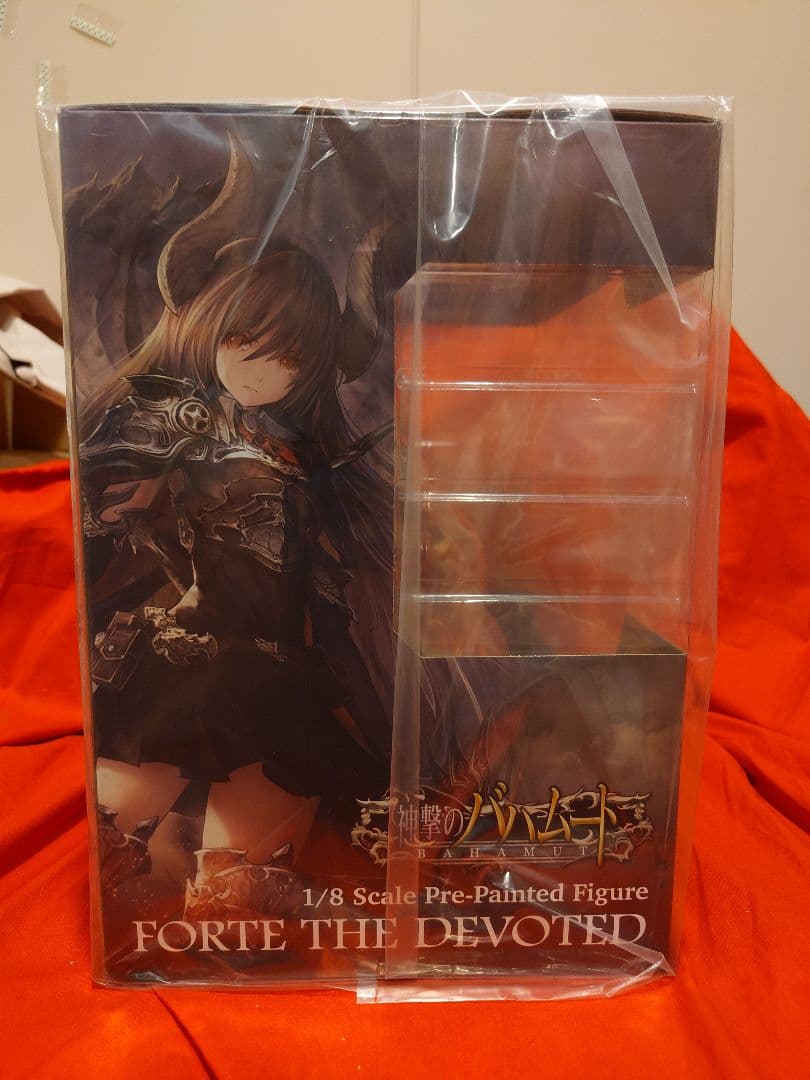 神撃のバハムート
BAHAMUT
1/8 Scale Pre-Painted Figure
FORTE THE DEVOTED